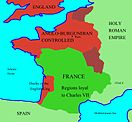 ENGLAND
HOLY
ROMAN
EMPIRE
ANGLO-BURGUNDIAN
CONTROLLED
FRANCE
Regions loyal
to Charles VII
SPAIN